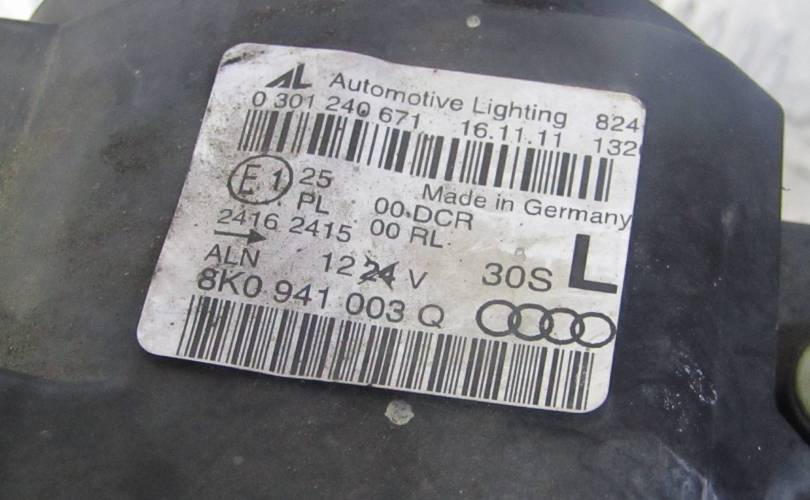 AL Automotive Lighting 824
0 301 240 671 16.11.11 132
E1 25 Made in Germany
PL 00 DCR
2416 2415 00 RL
ALN 12 24 V 30S L
8K0 941 003 Q